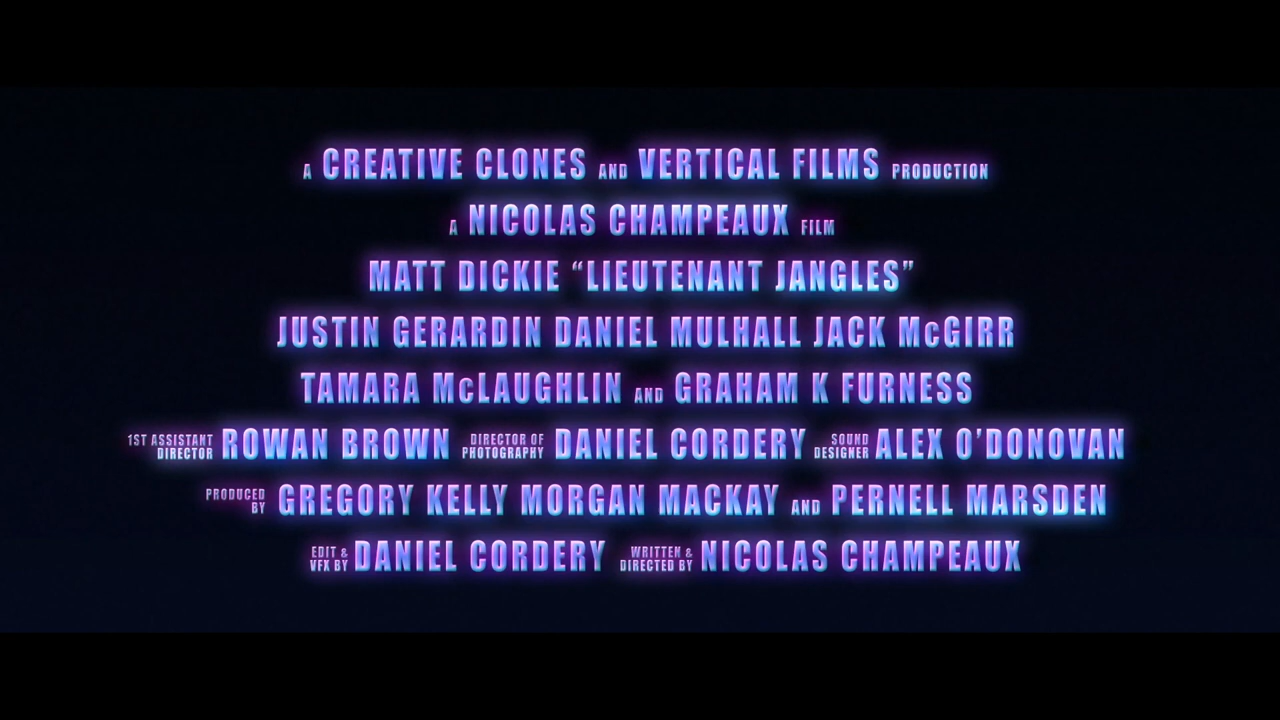 A CREATIVE CLONES AND VERTICAL FILMS PRODUCTION
A NICOLAS CHAMPEAUX FILM
MATT DICKIE “LIEUTENANT JANGLES”
JUSTIN GERARDIN DANIEL MULHALL JACK McGIRR
TAMARA McLAUGHLIN AND GRAHAM K FURNESS
1ST ASSISTANT DIRECTOR ROWAN BROWN DIRECTOR OF PHOTOGRAPHY DANIEL CORDERY SOUND DESIGNER ALEX O’DONOVAN
PRODUCED BY GREGORY KELLY MORGAN MACKAY AND PERNELL MARSDEN
EDIT & VFX BY DANIEL CORDERY WRITTEN & DIRECTED BY NICOLAS CHAMPEAUX